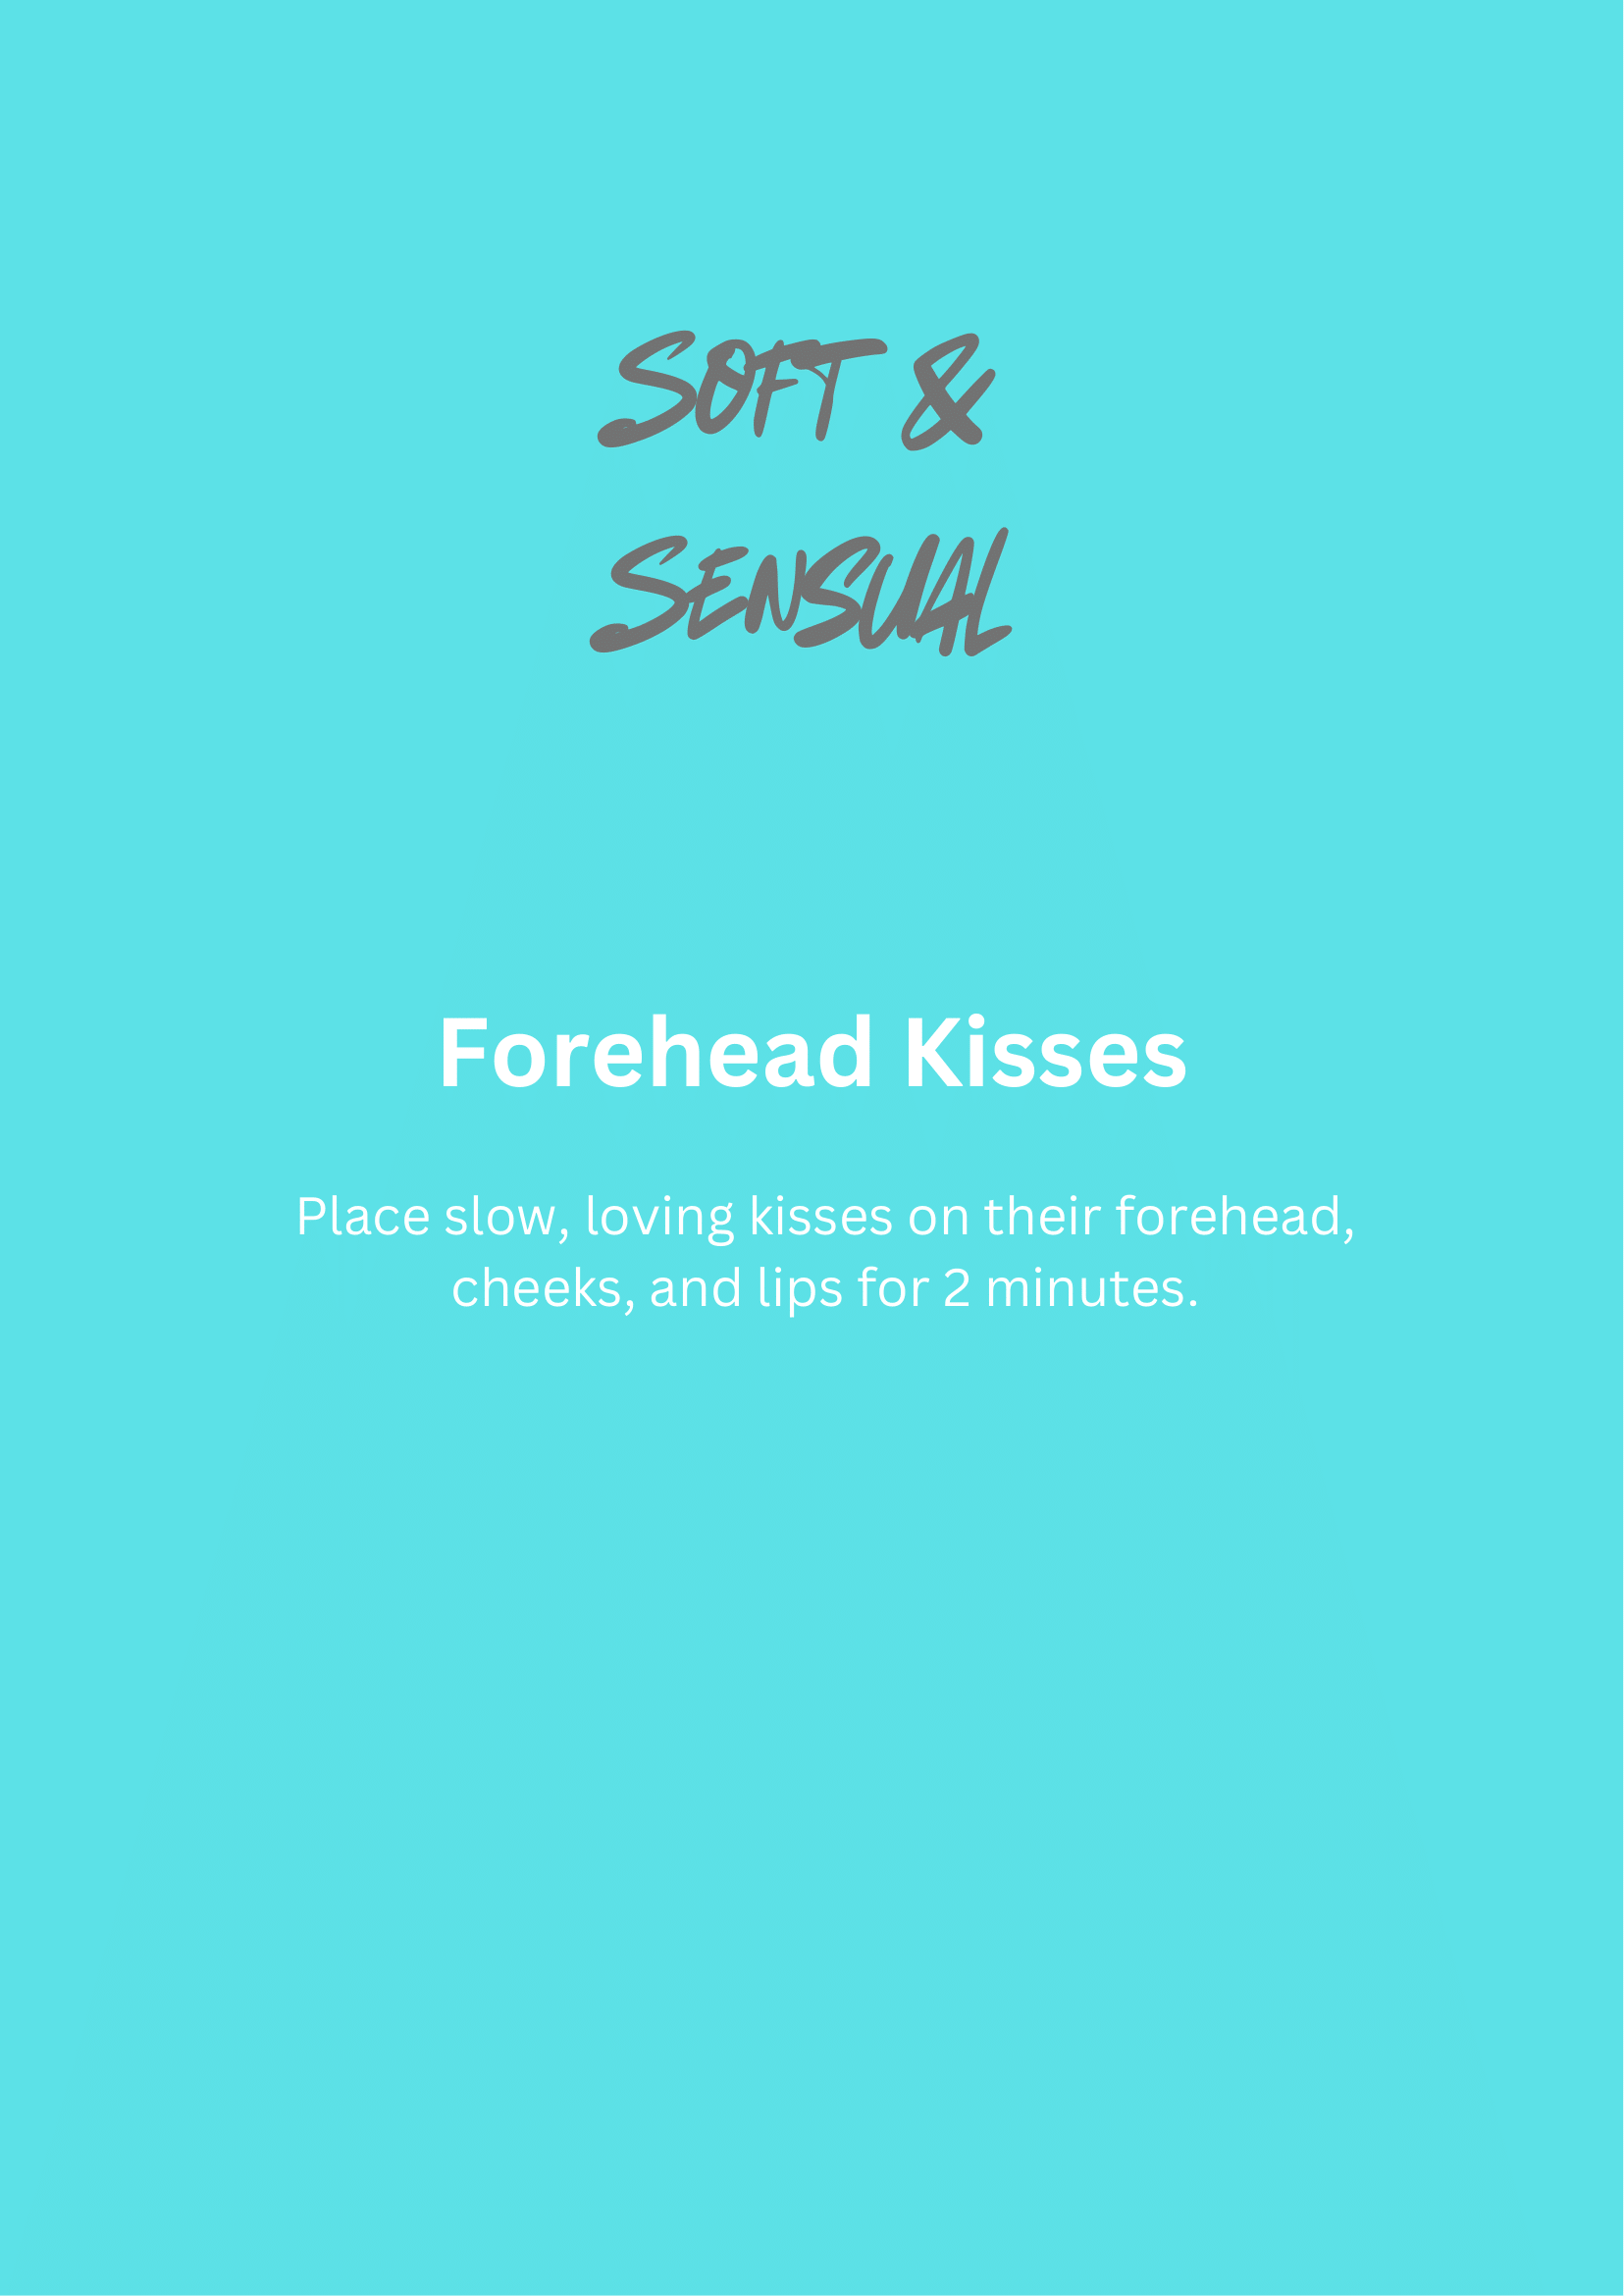 SOFT &
SENSUAL
Forehead Kisses
Place slow, loving kisses on their forehead,
cheeks, and lips for 2 minutes.